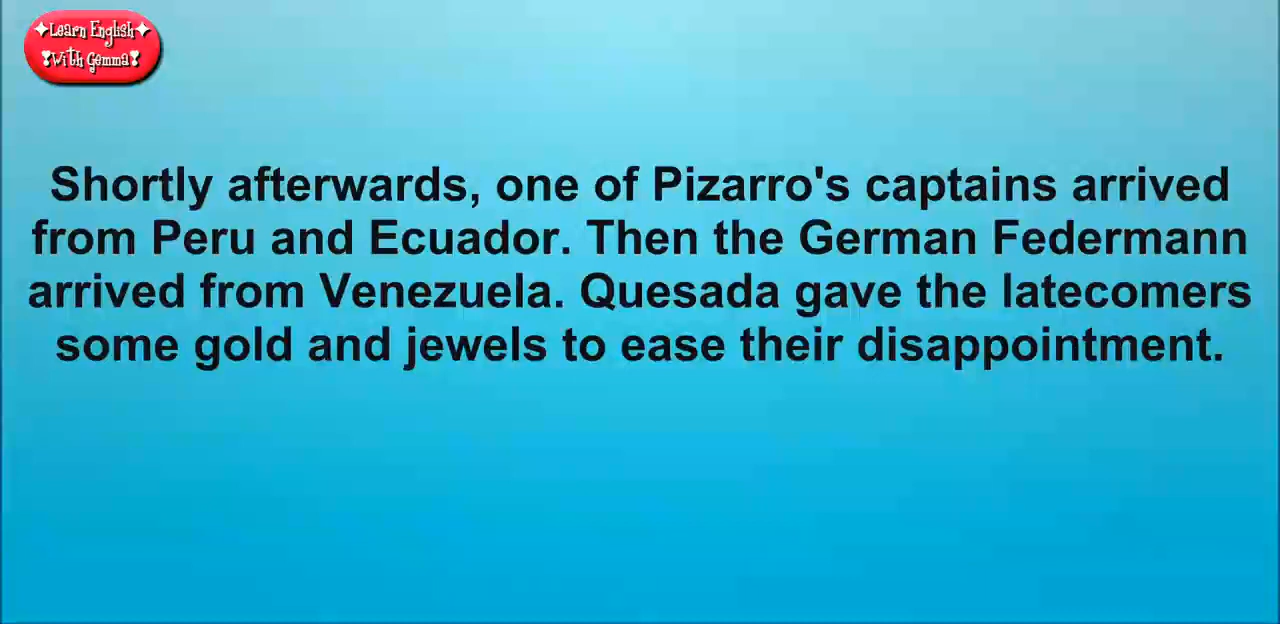 ✦Learn English✦
❣With Gemma❣
Shortly afterwards, one of Pizarro's captains arrived
from Peru and Ecuador. Then the German Federmann
arrived from Venezuela. Quesada gave the latecomers
some gold and jewels to ease their disappointment.